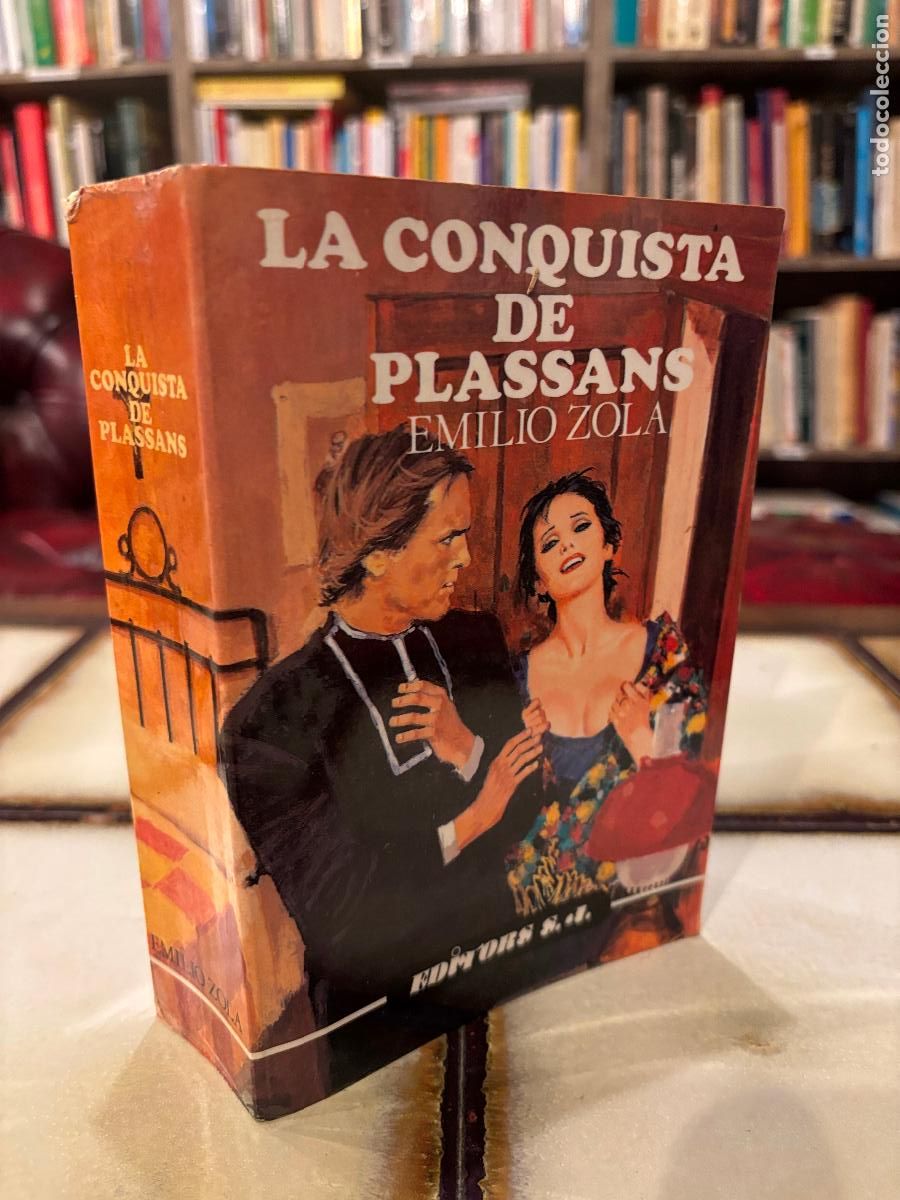 LA CONQUISTA
DE
PLASSANS
EMILIO ZOLA
EDITORS S.A.
LA
CONQUISTA
DE
PLASSANS
EMILIO ZOLA
todocoleccion